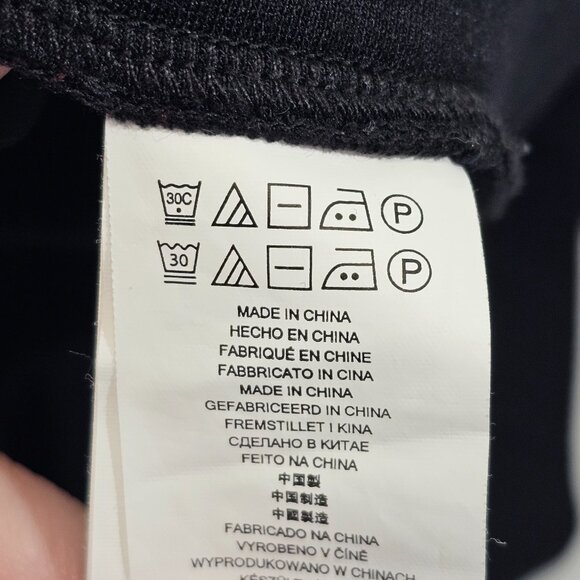 30C P
30 P
MADE IN CHINA
HECHO EN CHINA
FABRIQUÉ EN CHINE
FABBRICATO IN CINA
MADE IN CHINA
GEFABRICEERD IN CHINA
FREMSTILLET I KINA
СДЕЛАНО В КИТАЕ
FEITO NA CHINA
中国製
中国制造
中國製造
FABRICADO NA CHINA
VYROBENO V ČÍNĚ
WYPRODUKOWANO W CHINACH